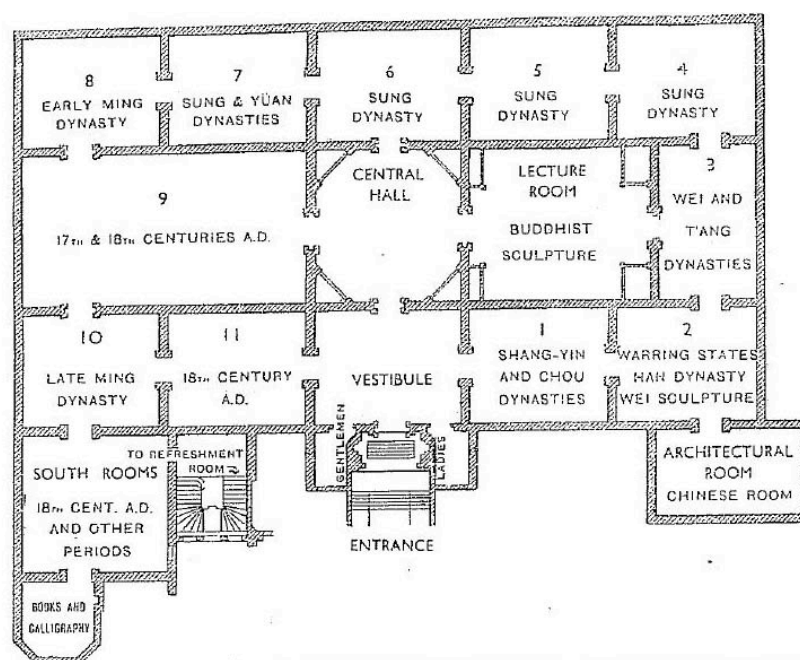 8
EARLY MING
DYNASTY
7
SUNG & YÜAN
DYNASTIES
6
SUNG
DYNASTY
5
SUNG
DYNASTY
4
SUNG
DYNASTY
9
17TH & 18TH CENTURIES A.D.
CENTRAL
HALL
LECTURE
ROOM
BUDDHIST
SCULPTURE
3
WEI AND
T'ANG
DYNASTIES
10
LATE MING
DYNASTY
11
18TH CENTURY
A.D.
VESTIBULE
1
SHANG-YIN
AND CHOU
DYNASTIES
2
WARRING STATES
HAN DYNASTY
WEI SCULPTURE
GENTLEMEN
LADIES
TO REFRESHMENT
ROOM
SOUTH ROOMS
18TH CENT. A.D.
AND OTHER
PERIODS
ARCHITECTURAL
ROOM
CHINESE ROOM
ENTRANCE
BOOKS AND
CALLIGRAPHY